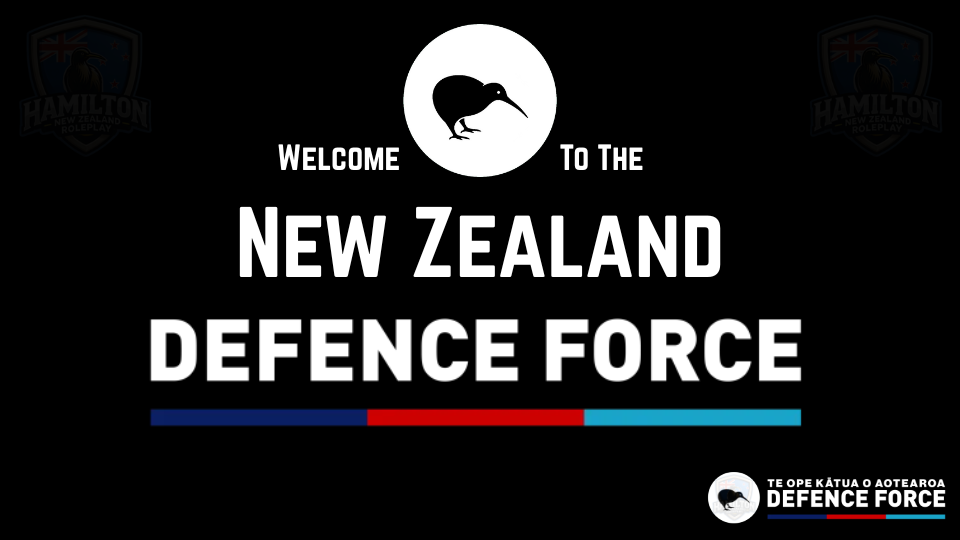 HAMILTON
NEW ZEALAND
ROLEPLAY
HAMILTON
NEW ZEALAND
ROLEPLAY
WELCOME TO THE
NEW ZEALAND
DEFENCE FORCE
TE OPE KĀTUA O AOTEAROA
DEFENCE FORCE